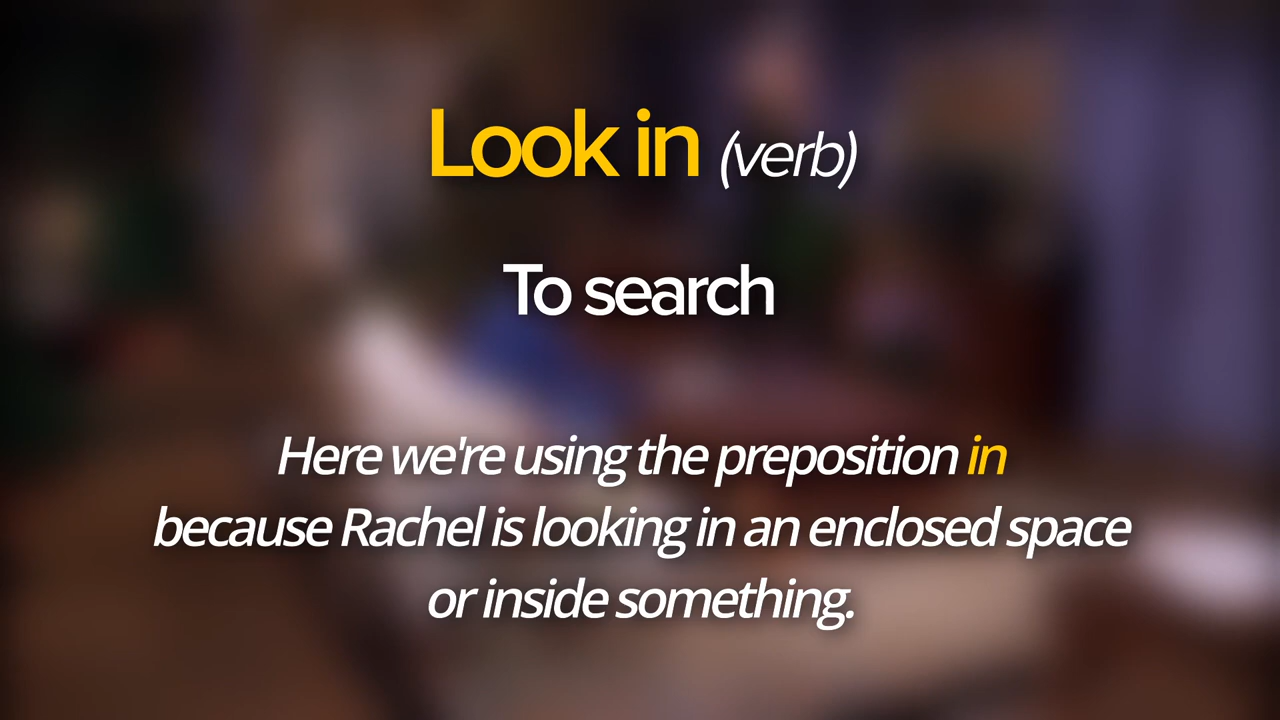 Look in (verb)
To search
Here we're using the preposition in
because Rachel is looking in an enclosed space
or inside something.